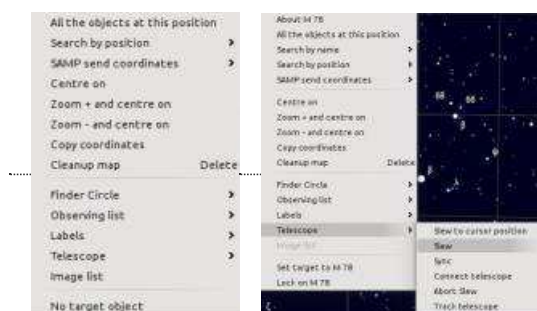 All the objects at this position
Search by position
SAMP send coordinates
Centre on
Zoom + and centre on
Zoom - and centre on
Copy coordinates
Cleanup map Delete
Finder Circle
Observing list
Labels
Telescope
Image list
No target object
About M 78
All the objects at this position
Search by name
Search by position
SAMP send coordinates
Centre on
Zoom + and centre on
Zoom - and centre on
Copy coordinates
Cleanup map Delete
Finder Circle
Observing list
Labels
Telescope
Image list
Set target to M 78
Lock on M 78
Slew to cursor position
Slew
Sync
Connect telescope
Abort Slew
Track telescope